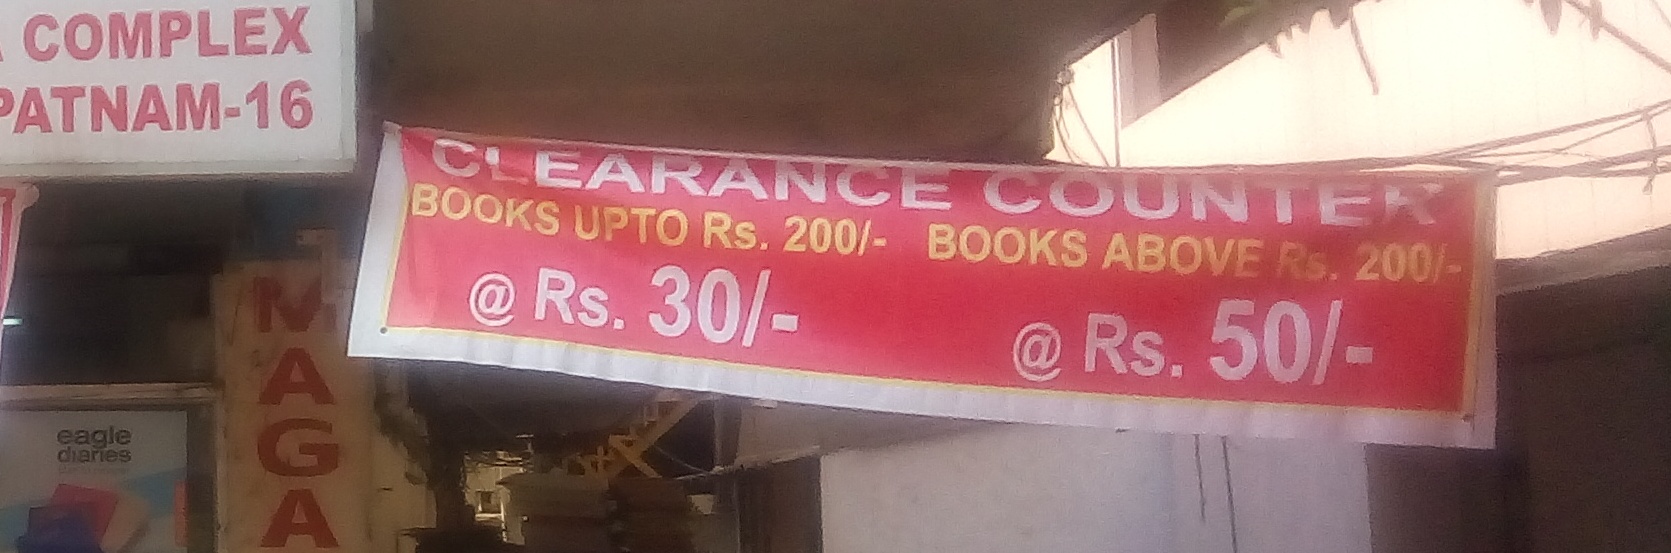 COMPLEX
PATNAM-16
CLEARANCE COUNTER
BOOKS UPTO Rs. 200/- BOOKS ABOVE Rs. 200/-
@ Rs. 30/- @ Rs. 50/-
MAGA
eagle
diaries